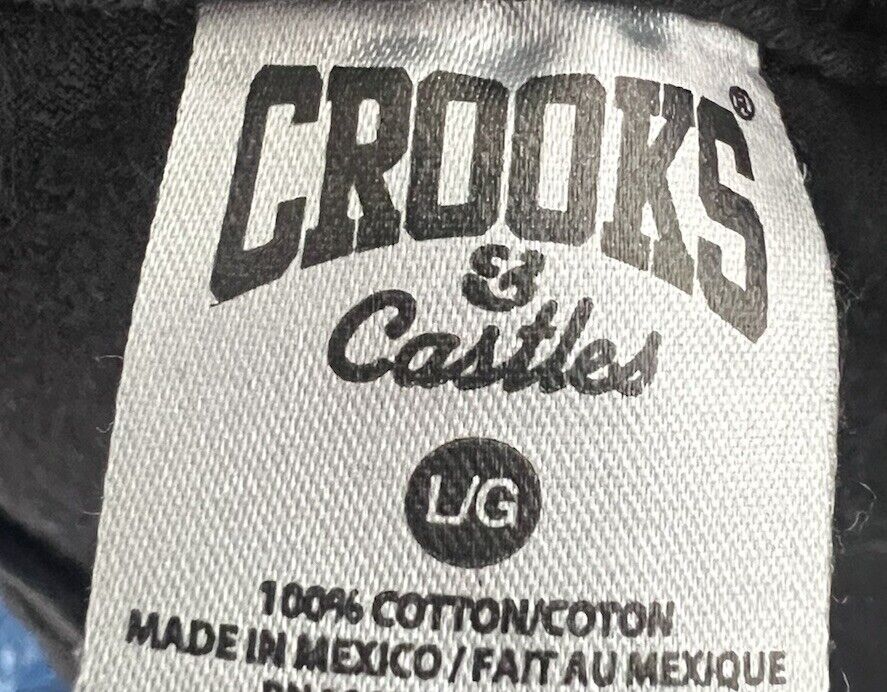 CROOKS®
&
Castles
L/G
100% COTTON/COTON
MADE IN MEXICO / FAIT AU MEXIQUE